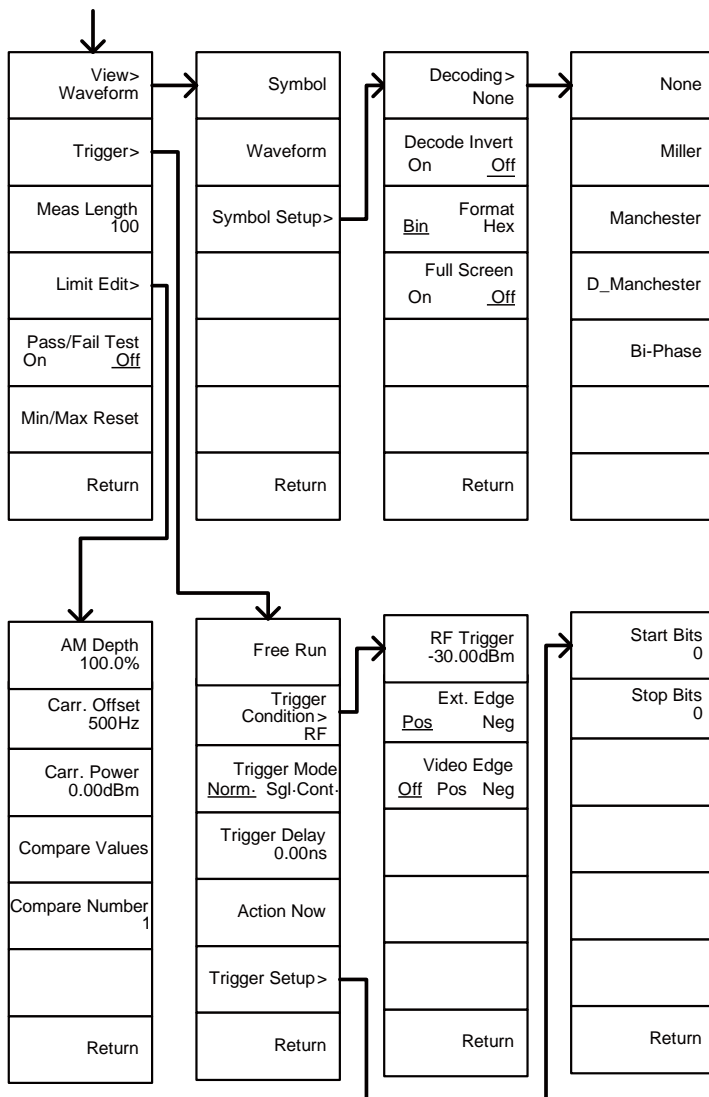 View>
Waveform
Trigger>
Meas Length
100
Limit Edit>
Pass/Fail Test
On Off
Min/Max Reset
Return
Symbol
Waveform
Symbol Setup>
Return
Decoding>
None
Decode Invert
On Off
Format
Bin Hex
Full Screen
On Off
Return
None
Miller
Manchester
D_Manchester
Bi-Phase
AM Depth
100.0%
Carr. Offset
500Hz
Carr. Power
0.00dBm
Compare Values
Compare Number
1
Return
Free Run
Trigger
Condition>
RF
Trigger Mode
Norm· Sgl·Cont·
Trigger Delay
0.00ns
Action Now
Trigger Setup>
Return
RF Trigger
-30.00dBm
Ext. Edge
Pos Neg
Video Edge
Off Pos Neg
Return
Start Bits
0
Stop Bits
0
Return